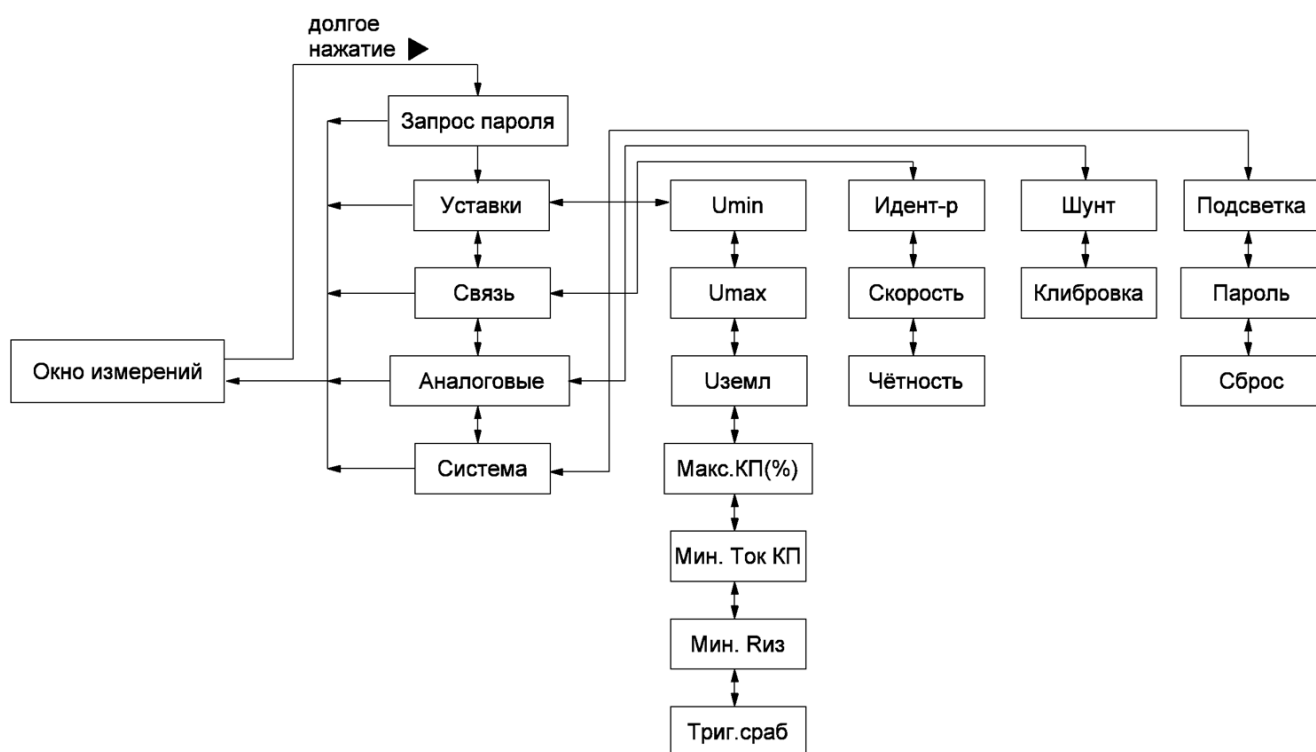 долгое
нажатие
Запрос пароля
Уставки
Umin
Идент-р
Шунт
Подсветка
Связь
Umax
Скорость
Клибровка
Пароль
Окно измерений
Аналоговые
Uземл
Чётность
Сброс
Система
Макс.КП(%)
Мин. Ток КП
Мин. Rиз
Триг.сраб